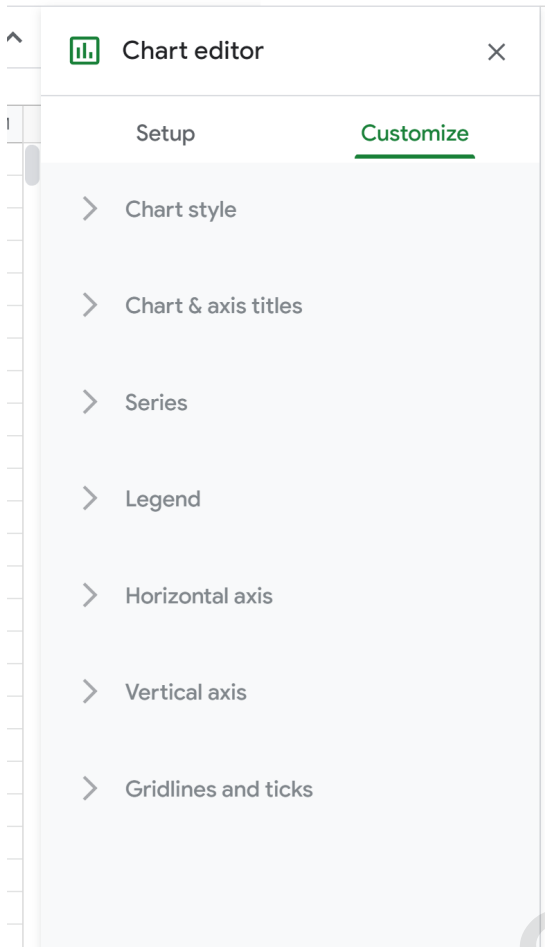 Chart editor
Setup
Customize
Chart style
Chart & axis titles
Series
Legend
Horizontal axis
Vertical axis
Gridlines and ticks